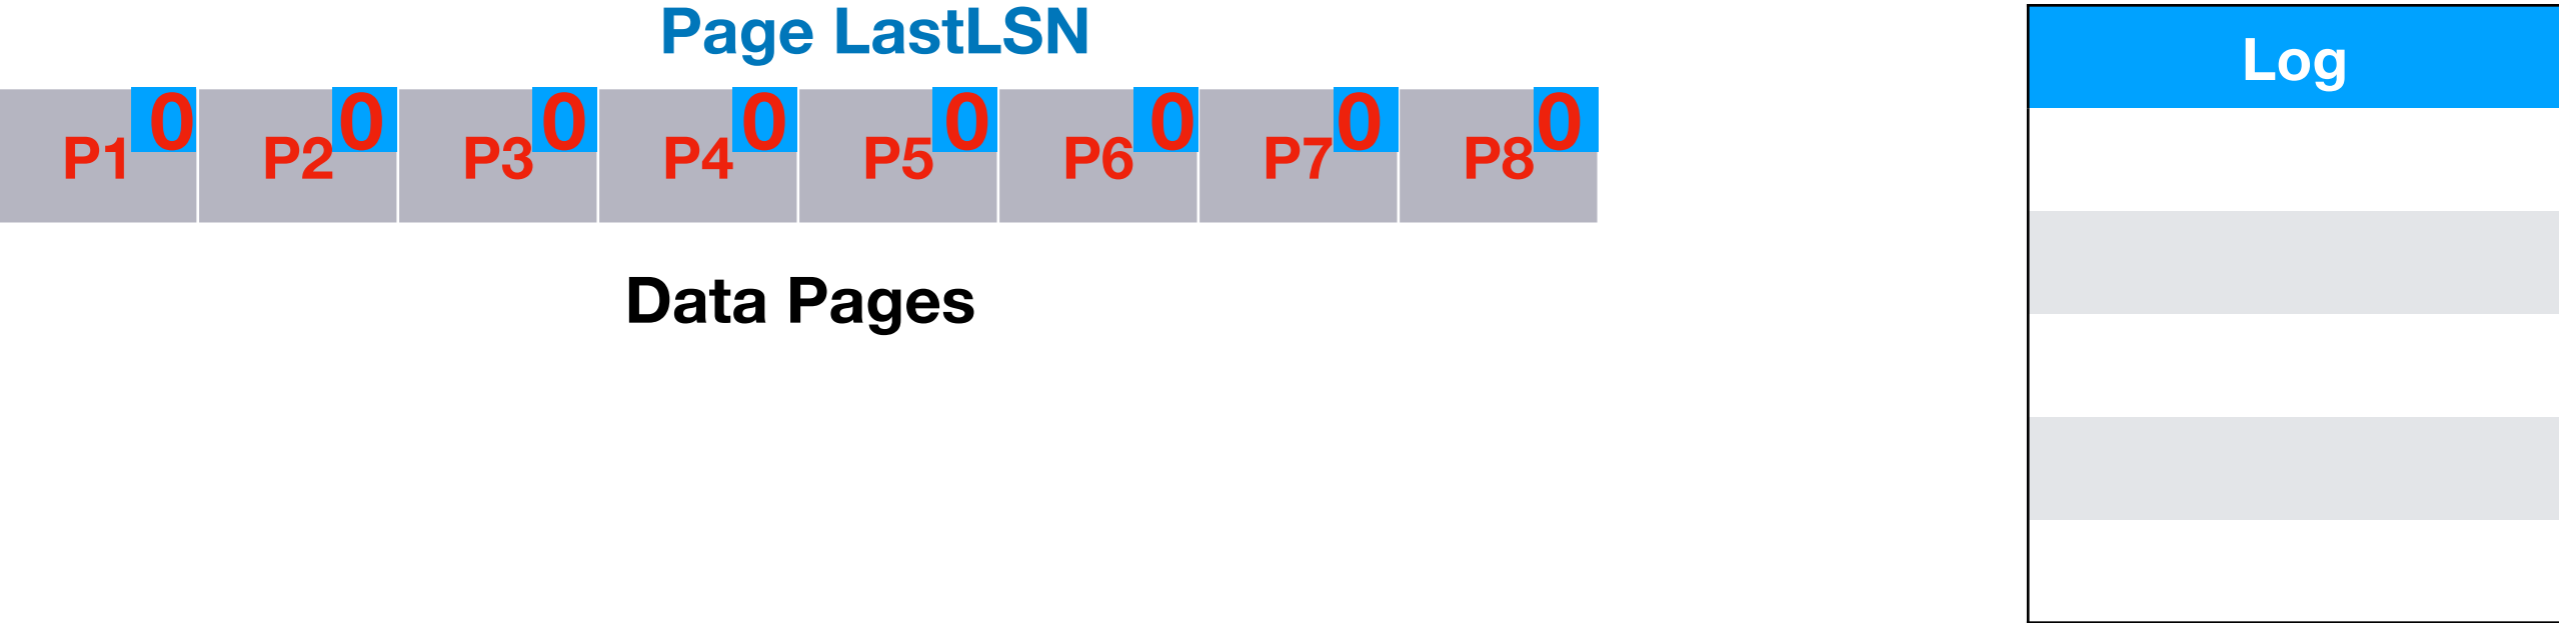 Page LastLSN
P1 0 P2 0 P3 0 P4 0 P5 0 P6 0 P7 0 P8 0
Data Pages
Log